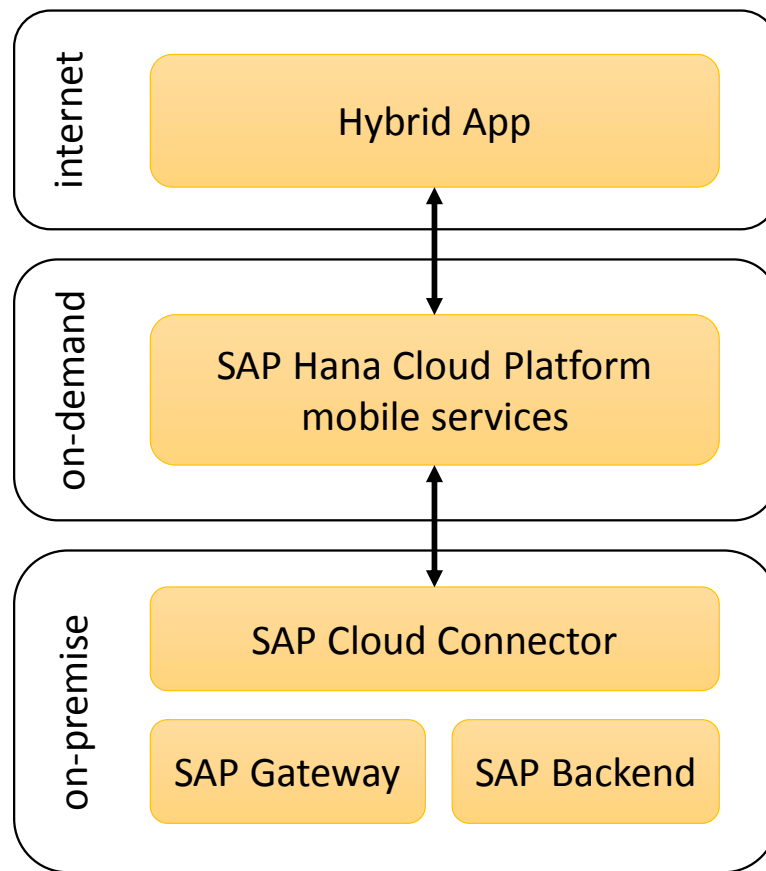 internet
Hybrid App
on-demand
SAP Hana Cloud Platform
mobile services
on-premise
SAP Cloud Connector
SAP Gateway
SAP Backend